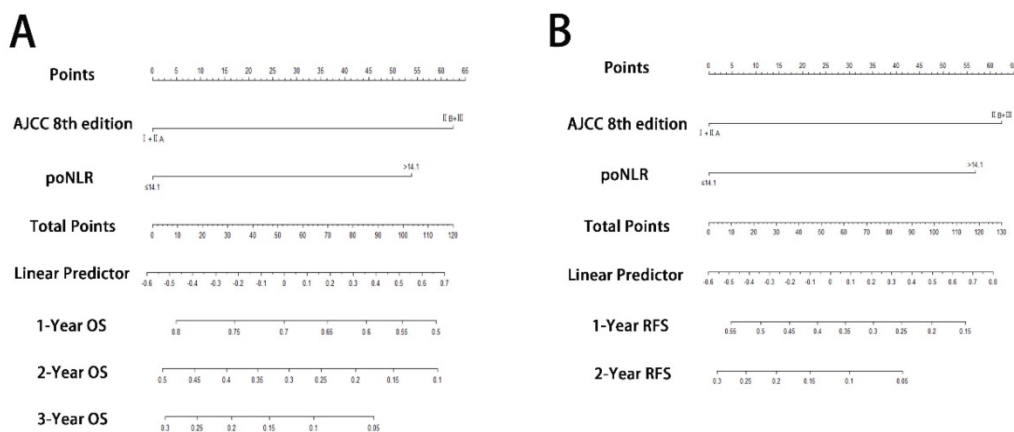 A
Points
0 5 10 15 20 25 30 35 40 45 50 55 60 65
AJCC 8th edition
ⅡB+Ⅲ
Ⅰ+ⅡA
poNLR
>14.1
≤14.1
Total Points
0 10 20 30 40 50 60 70 80 90 100 110 120
Linear Predictor
-0.6 -0.5 -0.4 -0.3 -0.2 -0.1 0 0.1 0.2 0.3 0.4 0.5 0.6 0.7
1-Year OS
0.8 0.75 0.7 0.65 0.6 0.55 0.5
2-Year OS
0.5 0.45 0.4 0.35 0.3 0.25 0.2 0.15 0.1
3-Year OS
0.3 0.25 0.2 0.15 0.1 0.05
B
Points
0 5 10 15 20 25 30 35 40 45 50 55 60 65
AJCC 8th edition
ⅡB+Ⅲ
Ⅰ+ⅡA
poNLR
>14.1
≤14.1
Total Points
0 10 20 30 40 50 60 70 80 90 100 110 120 130
Linear Predictor
-0.6 -0.5 -0.4 -0.3 -0.2 -0.1 0 0.1 0.2 0.3 0.4 0.5 0.6 0.7 0.8
1-Year RFS
0.55 0.5 0.45 0.4 0.35 0.3 0.25 0.2 0.15
2-Year RFS
0.3 0.25 0.2 0.15 0.1 0.05